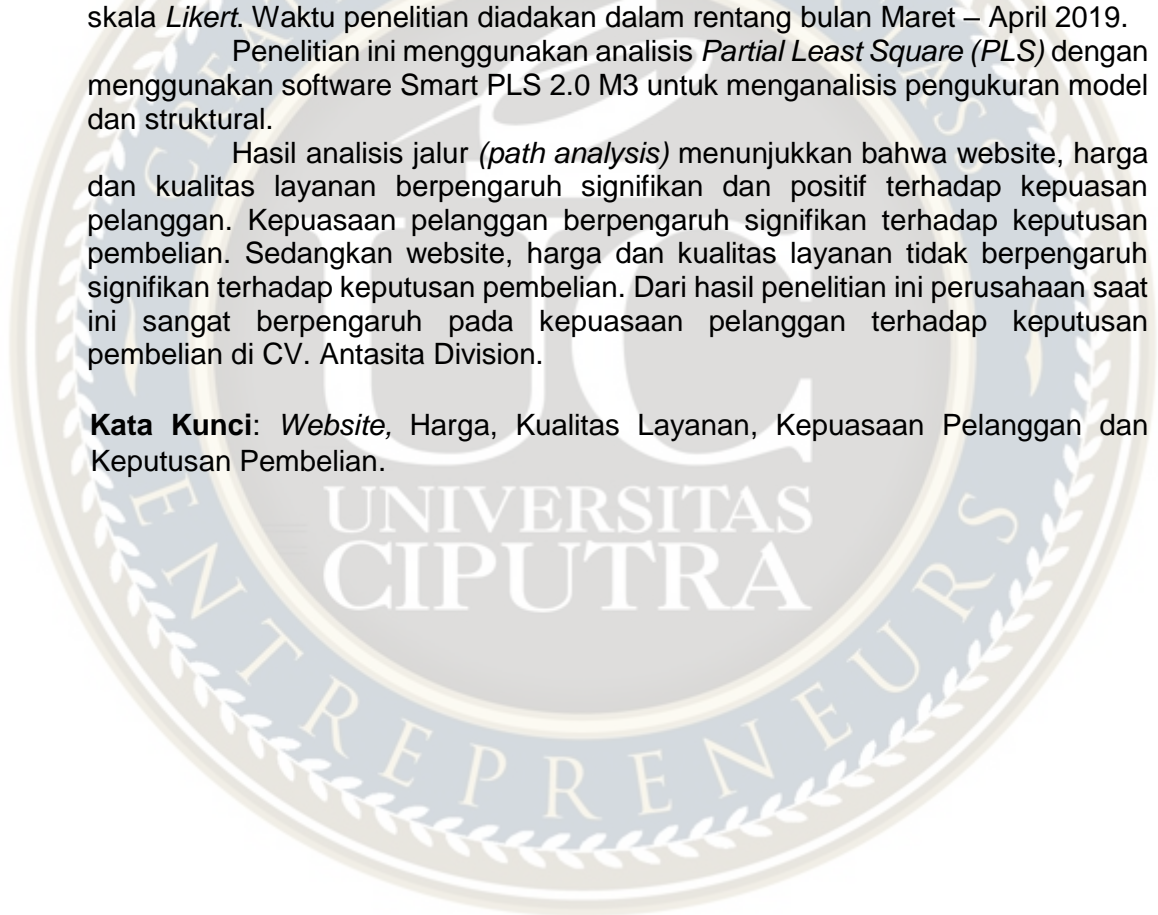 skala Likert. Waktu penelitian diadakan dalam rentang bulan Maret – April 2019.
Penelitian ini menggunakan analisis Partial Least Square (PLS) dengan
menggunakan software Smart PLS 2.0 M3 untuk menganalisis pengukuran model
dan struktural.
Hasil analisis jalur (path analysis) menunjukkan bahwa website, harga
dan kualitas layanan berpengaruh signifikan dan positif terhadap kepuasan
pelanggan. Kepuasaan pelanggan berpengaruh signifikan terhadap keputusan
pembelian. Sedangkan website, harga dan kualitas layanan tidak berpengaruh
signifikan terhadap keputusan pembelian. Dari hasil penelitian ini perusahaan saat
ini sangat berpengaruh pada kepuasaan pelanggan terhadap keputusan
pembelian di CV. Antasita Division.
Kata Kunci: Website, Harga, Kualitas Layanan, Kepuasaan Pelanggan dan
Keputusan Pembelian.
UC
UNIVERSITAS
CIPUTRA
ENTREPRENEURS